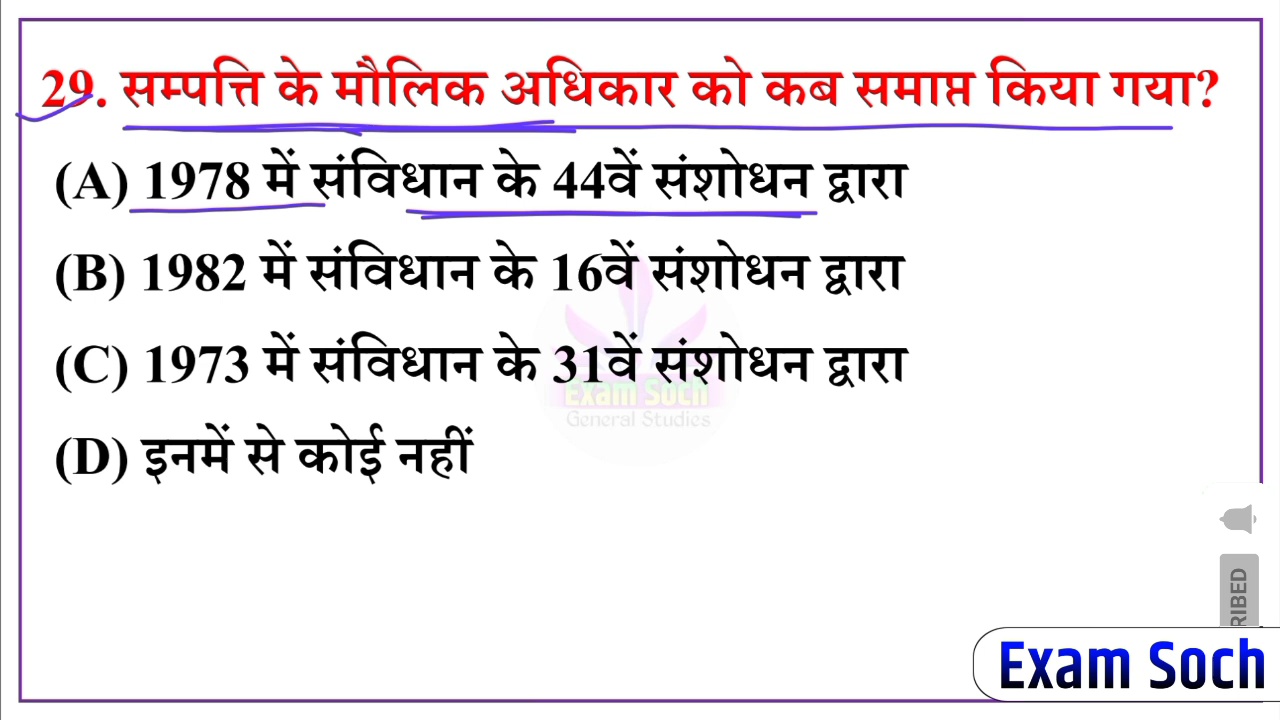 29. सम्पत्ति के मौलिक अधिकार को कब समाप्त किया गया?
(A) 1978 में संविधान के 44वें संशोधन द्वारा
(B) 1982 में संविधान के 16वें संशोधन द्वारा
(C) 1973 में संविधान के 31वें संशोधन द्वारा
Exam Soch
General Studies
(D) इनमें से कोई नहीं
RIBED
Exam Soch